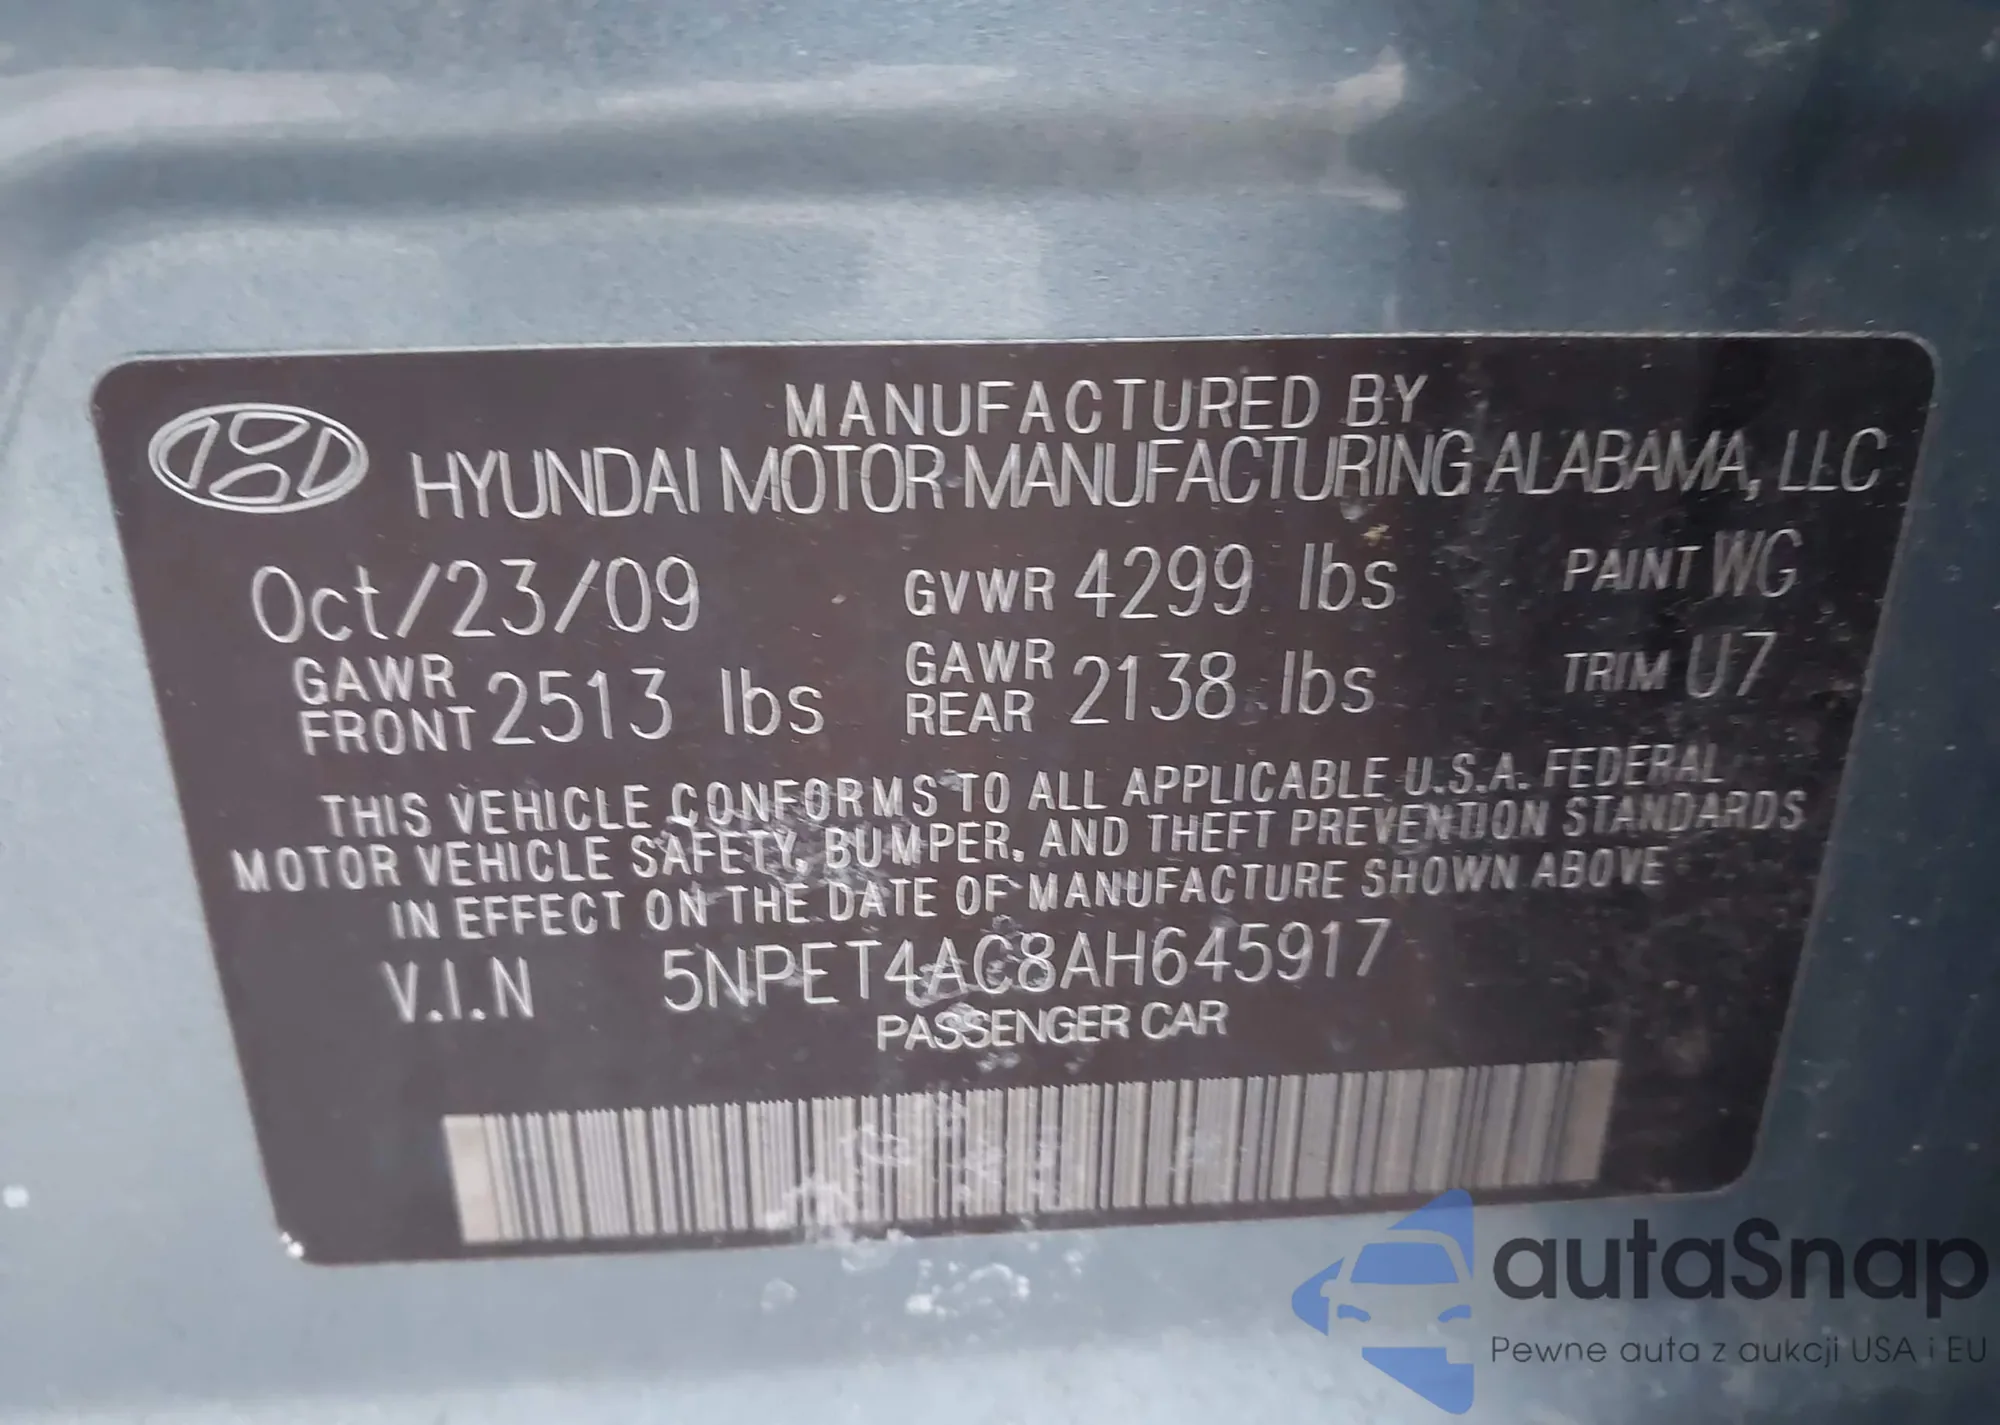 MANUFACTURED BY
HYUNDAI MOTOR MANUFACTURING ALABAMA, LLC
Oct/23/09 GVWR 4299 lbs PAINT WG
GAWR FRONT 2513 lbs GAWR REAR 2138 lbs TRIM U7
THIS VEHICLE CONFORMS TO ALL APPLICABLE U.S.A. FEDERAL
MOTOR VEHICLE SAFETY, BUMPER, AND THEFT PREVENTION STANDARDS
IN EFFECT ON THE DATE OF MANUFACTURE SHOWN ABOVE
V.I.N 5NPET4AC8AH645917
PASSENGER CAR
autaSnap
Pewne auta z aukcji USA i EU